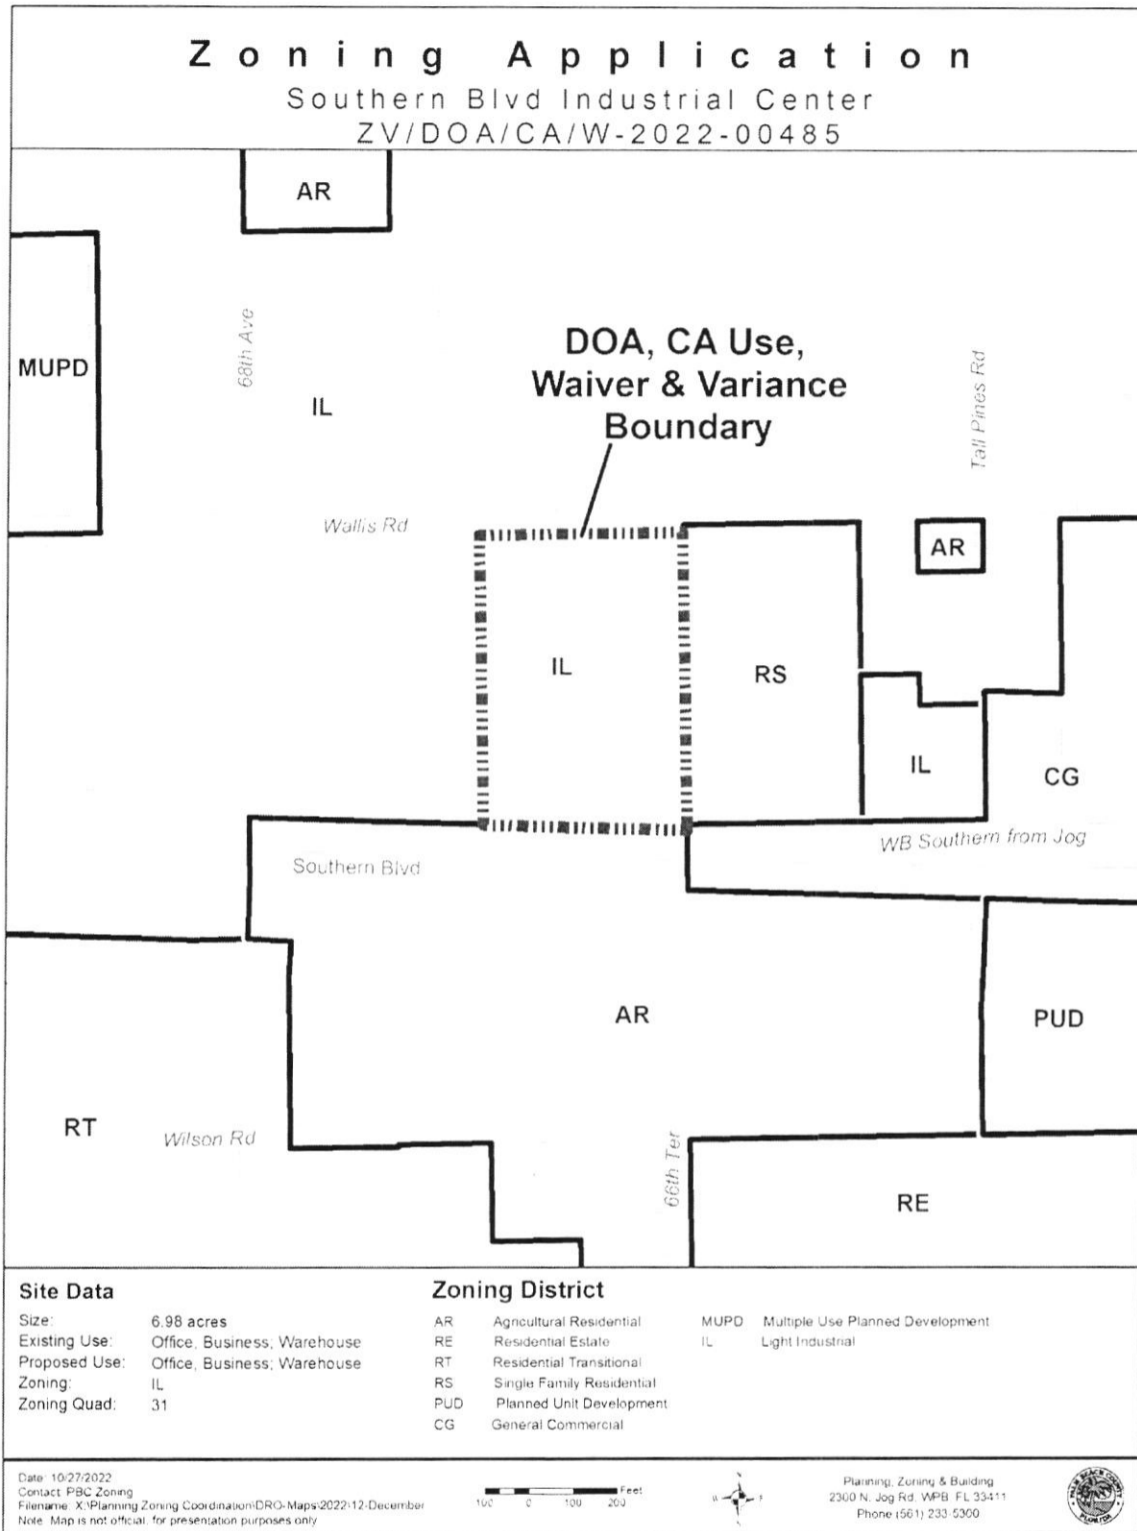 Zoning Application
Southern Blvd Industrial Center
ZV/DOA/CA/W-2022-00485
AR
MUPD
68th Ave
IL
DOA, CA Use,
Waiver & Variance
Boundary
Tall Pines Rd
Wallis Rd
AR
IL
RS
IL
CG
WB Southern from Jog
Southern Blvd
AR
PUD
RT
Wilson Rd
66th Ter
RE
Site Data
Size: 6.98 acres
Existing Use: Office, Business; Warehouse
Proposed Use: Office, Business; Warehouse
Zoning: IL
Zoning Quad: 31
Zoning District
AR Agricultural Residential
RE Residential Estate
RT Residential Transitional
RS Single Family Residential
PUD Planned Unit Development
CG General Commercial
MUPD Multiple Use Planned Development
IL Light Industrial
Date: 10/27/2022
Contact: PBC Zoning
Filename: X:\Planning Zoning Coordination\DRO-Maps\2022\12-December
Note: Map is not official, for presentation purposes only
Feet
100 0 100 200
Planning, Zoning & Building
2300 N. Jog Rd, WPB, FL 33411
Phone (561) 233-5300
PALM BEACH COUNTY
FLORIDA